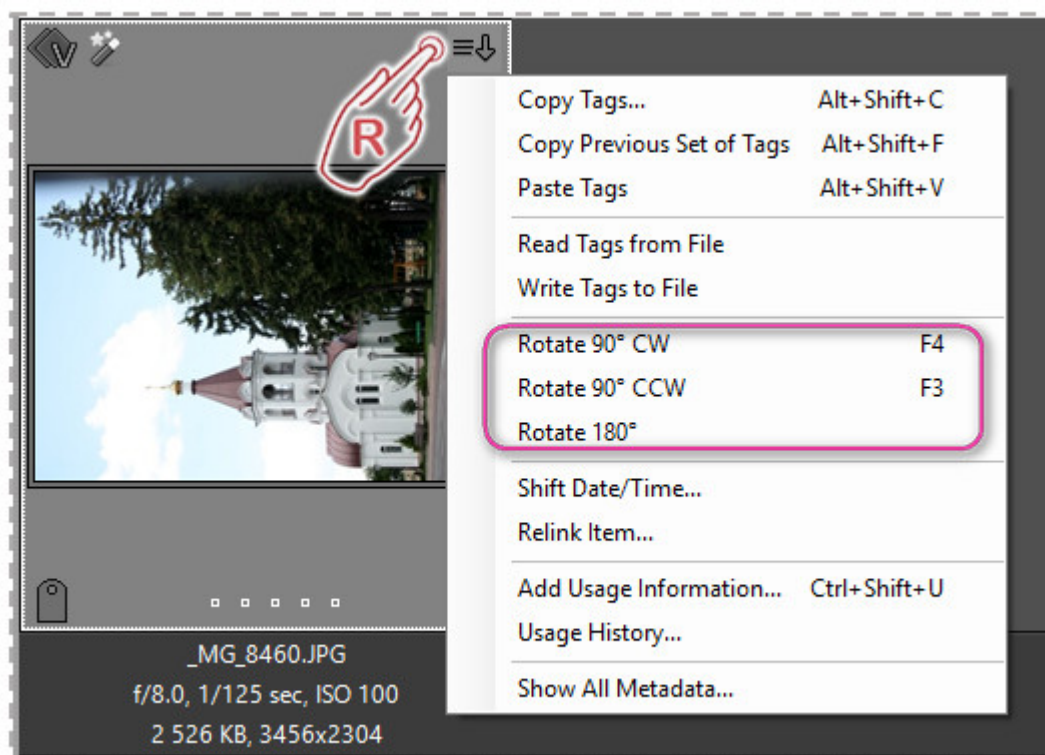 V
R
Copy Tags... Alt+Shift+C
Copy Previous Set of Tags Alt+Shift+F
Paste Tags Alt+Shift+V
Read Tags from File
Write Tags to File
Rotate 90° CW F4
Rotate 90° CCW F3
Rotate 180°
Shift Date/Time...
Relink Item...
Add Usage Information... Ctrl+Shift+U
Usage History...
Show All Metadata...
_MG_8460.JPG
f/8.0, 1/125 sec, ISO 100
2 526 KB, 3456x2304